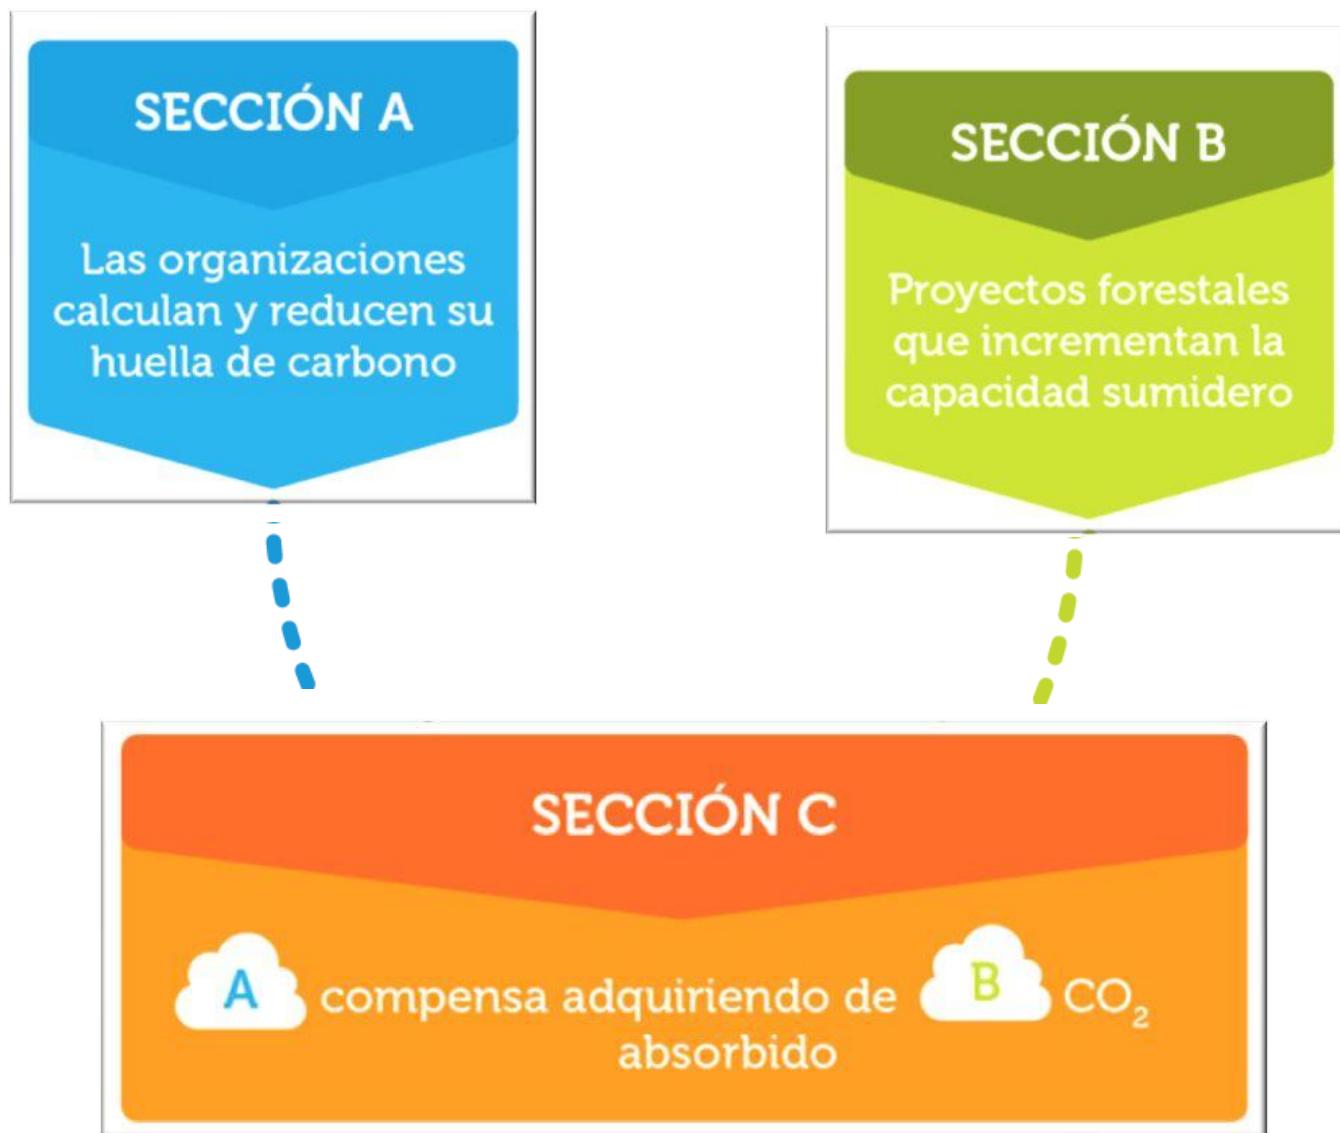 SECCIÓN A
Las organizaciones
calculan y reducen su
huella de carbono
SECCIÓN B
Proyectos forestales
que incrementan la
capacidad sumidero
SECCIÓN C
A compensa adquiriendo de B CO₂
absorbido